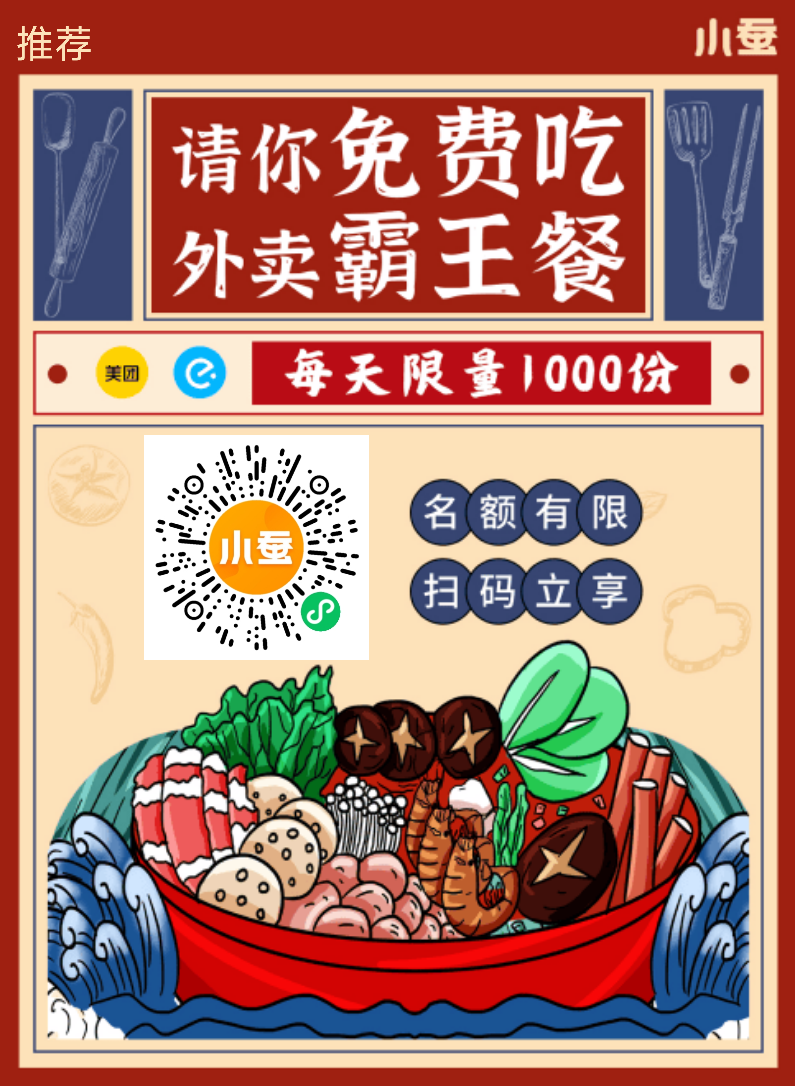 推荐
小蚕
请你免费吃
外卖霸王餐
美团
每天限量1000份
小蚕
名额有限
扫码立享